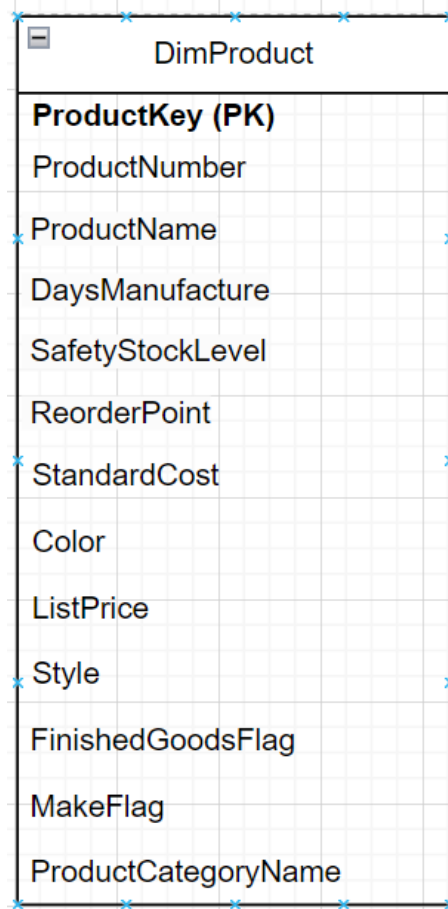 DimProduct
ProductKey (PK)
ProductNumber
ProductName
DaysManufacture
SafetyStockLevel
ReorderPoint
StandardCost
Color
ListPrice
Style
FinishedGoodsFlag
MakeFlag
ProductCategoryName